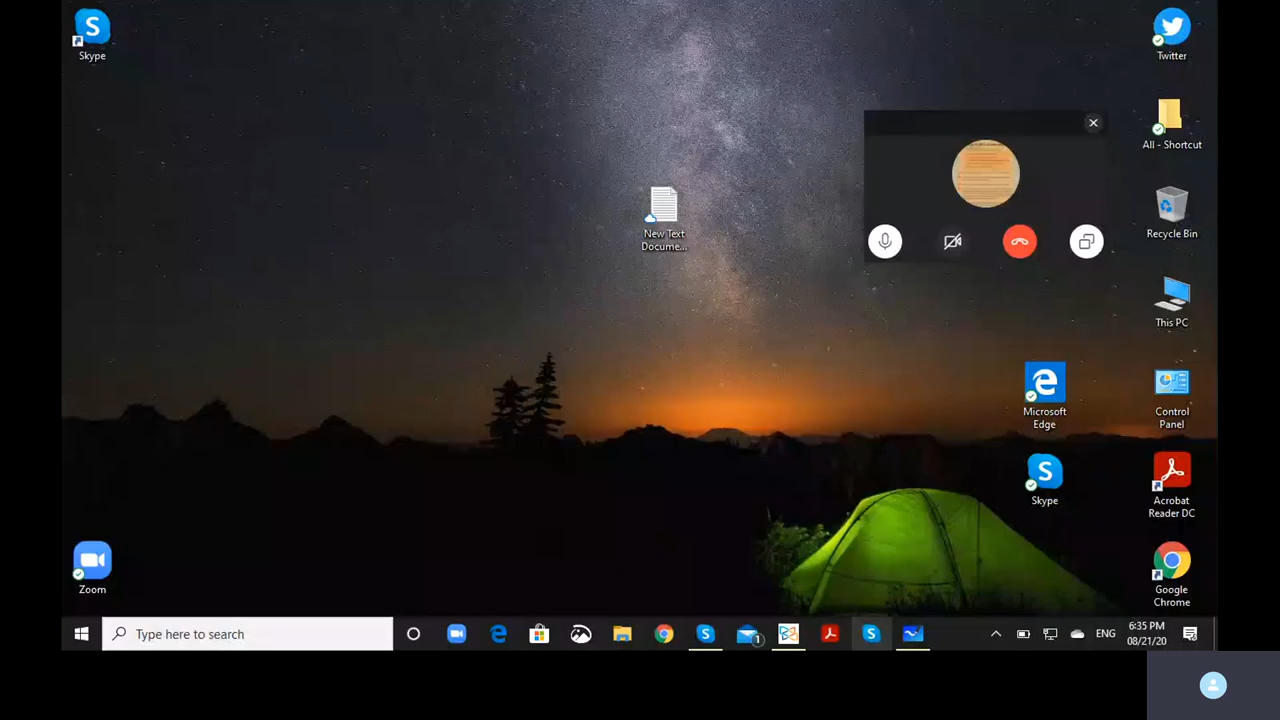 Skype
Twitter
All - Shortcut
New Text
Docume...
Recycle Bin
This PC
Microsoft
Edge
Control
Panel
Skype
Acrobat
Reader DC
Zoom
Google
Chrome
Type here to search
1
ENG
6:35 PM
08/21/20